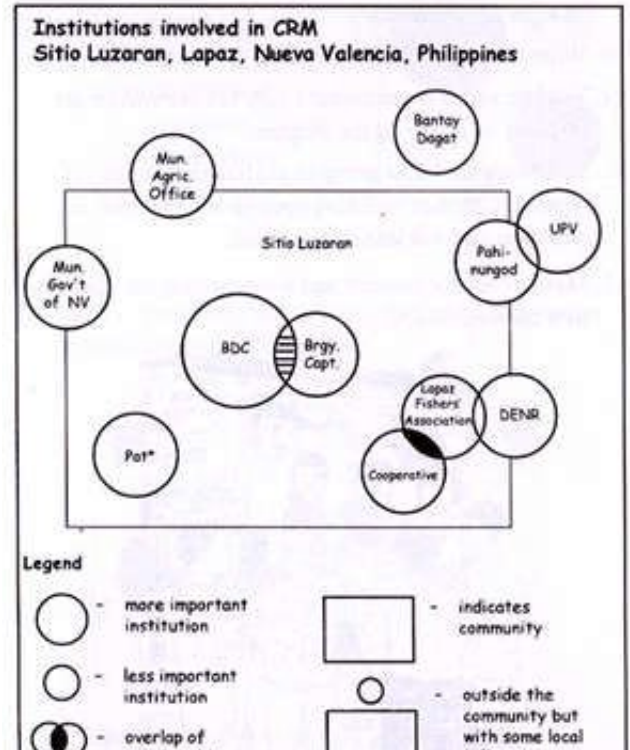 Institutions involved in CRM
Sitio Luzaran, Lapaz, Nueva Valencia, Philippines
Bantay
Dagat
Mun.
Agric.
Office
Sitio Luzaran
UPV
Pahi-
nungod
Mun.
Gov't
of NV
BDC
Brgy.
Capt.
Lapaz
Fishers'
Association
DENR
Pat*
Cooperative
Legend
- more important
institution
- indicates
community
- less important
institution
- outside the
community but
with some local
- overlap of